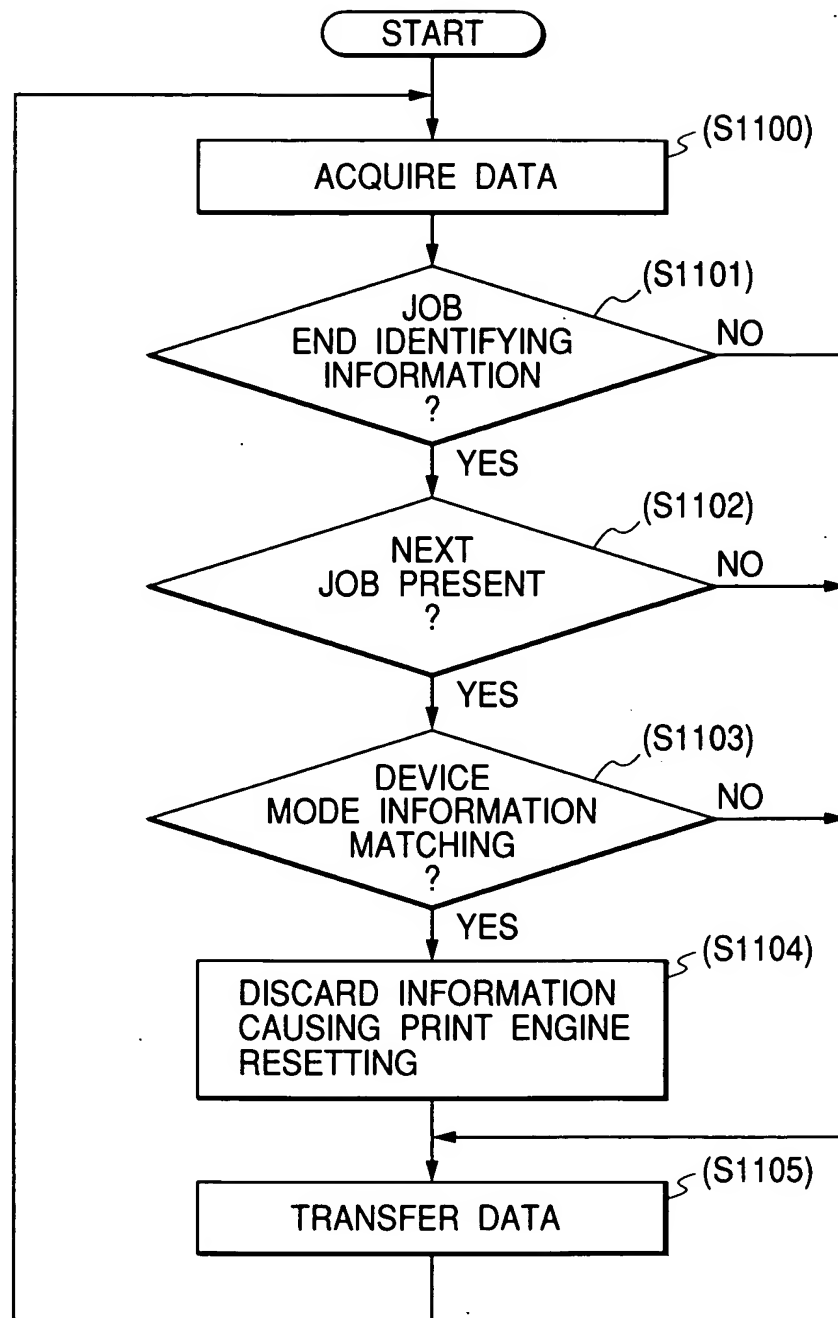 START
(S1100)
ACQUIRE DATA
(S1101)
JOB
END IDENTIFYING
INFORMATION
?
NO
YES
(S1102)
NEXT
JOB PRESENT
?
NO
YES
(S1103)
DEVICE
MODE INFORMATION
MATCHING
?
NO
YES
(S1104)
DISCARD INFORMATION
CAUSING PRINT ENGINE
RESETTING
(S1105)
TRANSFER DATA